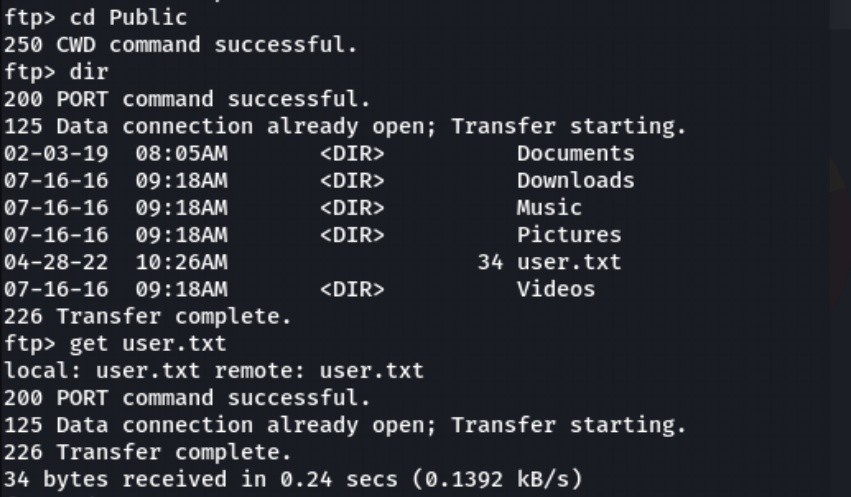 ftp> cd Public
250 CWD command successful.
ftp> dir
200 PORT command successful.
125 Data connection already open; Transfer starting.
02-03-19  08:05AM       <DIR>          Documents
07-16-16  09:18AM       <DIR>          Downloads
07-16-16  09:18AM       <DIR>          Music
07-16-16  09:18AM       <DIR>          Pictures
04-28-22  10:26AM                   34 user.txt
07-16-16  09:18AM       <DIR>          Videos
226 Transfer complete.
ftp> get user.txt
local: user.txt remote: user.txt
200 PORT command successful.
125 Data connection already open; Transfer starting.
226 Transfer complete.
34 bytes received in 0.24 secs (0.1392 kB/s)